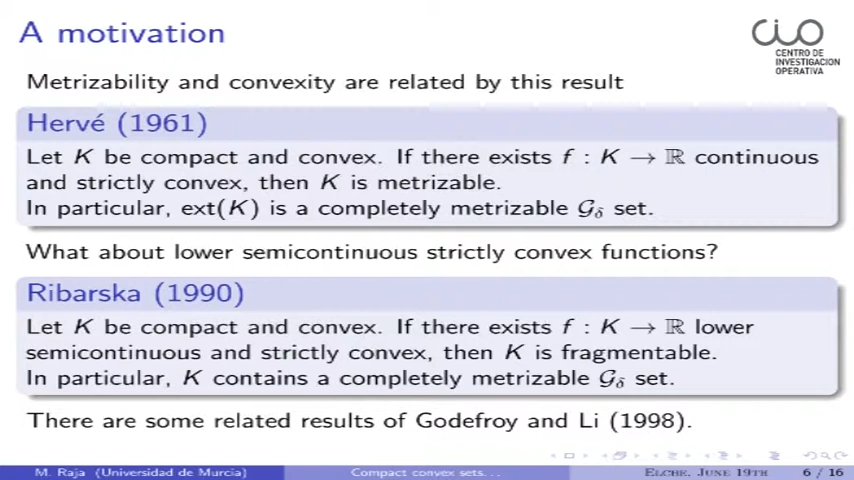 A motivation
CIO
CENTRO DE
INVESTIGACION
OPERATIVA
Metrizability and convexity are related by this result
Hervé (1961)
Let K be compact and convex. If there exists f : K → ℝ continuous
and strictly convex, then K is metrizable.
In particular, ext(K) is a completely metrizable 𝒢δ set.
What about lower semicontinuous strictly convex functions?
Ribarska (1990)
Let K be compact and convex. If there exists f : K → ℝ lower
semicontinuous and strictly convex, then K is fragmentable.
In particular, K contains a completely metrizable 𝒢δ set.
There are some related results of Godefroy and Li (1998).
M. Raja (Universidad de Murcia) Compact convex sets... Elche, June 19th 6 / 16